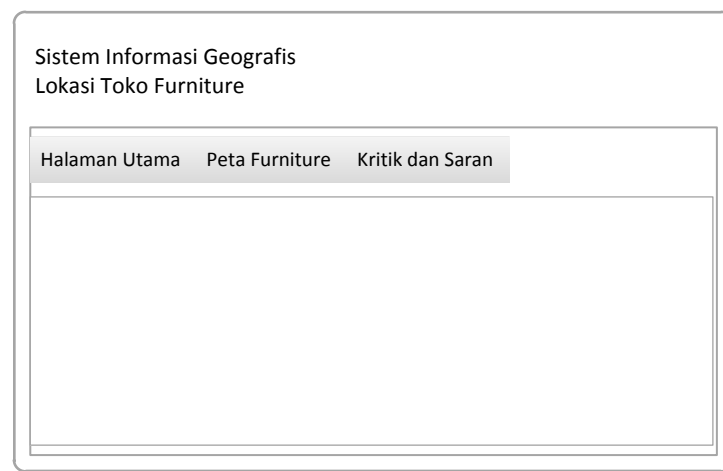 Sistem Informasi Geografis
Lokasi Toko Furniture
Halaman Utama Peta Furniture Kritik dan Saran